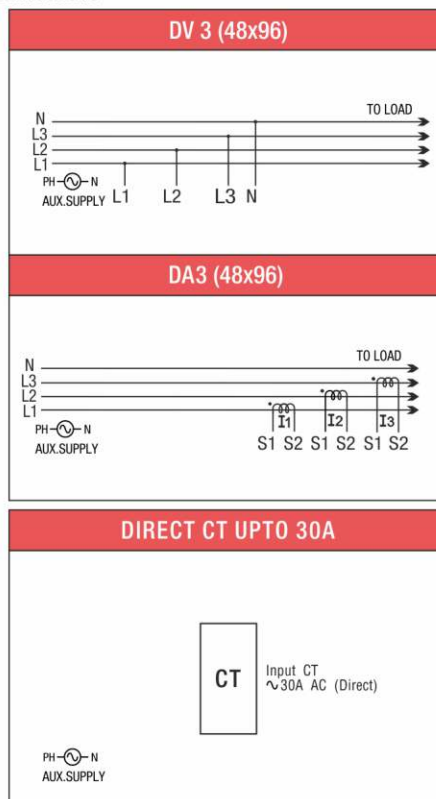 DV 3 (48x96)
TO LOAD
N
L3
L2
L1
PH N
AUX.SUPPLY
L1 L2 L3 N
DA3 (48x96)
TO LOAD
N
L3
L2
L1
I1 I2 I3
PH N
AUX.SUPPLY
S1 S2 S1 S2 S1 S2
DIRECT CT UPTO 30A
CT
Input CT
∿30A AC (Direct)
PH N
AUX.SUPPLY